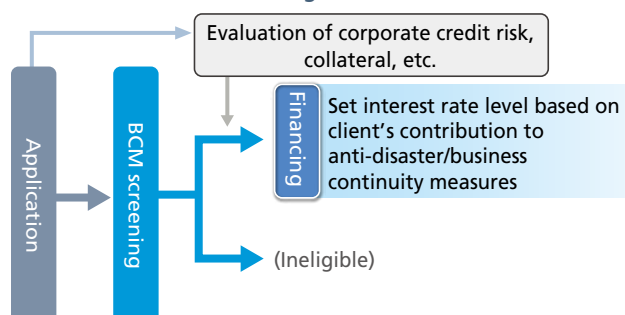 Evaluation of corporate credit risk,
collateral, etc.
Application
BCM screening
Financing
Set interest rate level based on
client's contribution to
anti-disaster/business
continuity measures
(Ineligible)